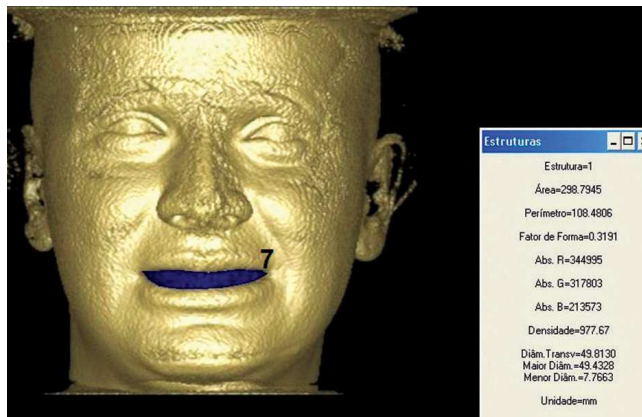 7
Estruturas
Estrutura=1
Área=298.7945
Perímetro=108.4806
Fator de Forma=0.3191
Abs. R=344995
Abs. G=317803
Abs. B=213573
Densidade=977.67
Diâm.Transv=49.8130
Maior Diâm.=49.4328
Menor Diâm.=7.7663
Unidade=mm